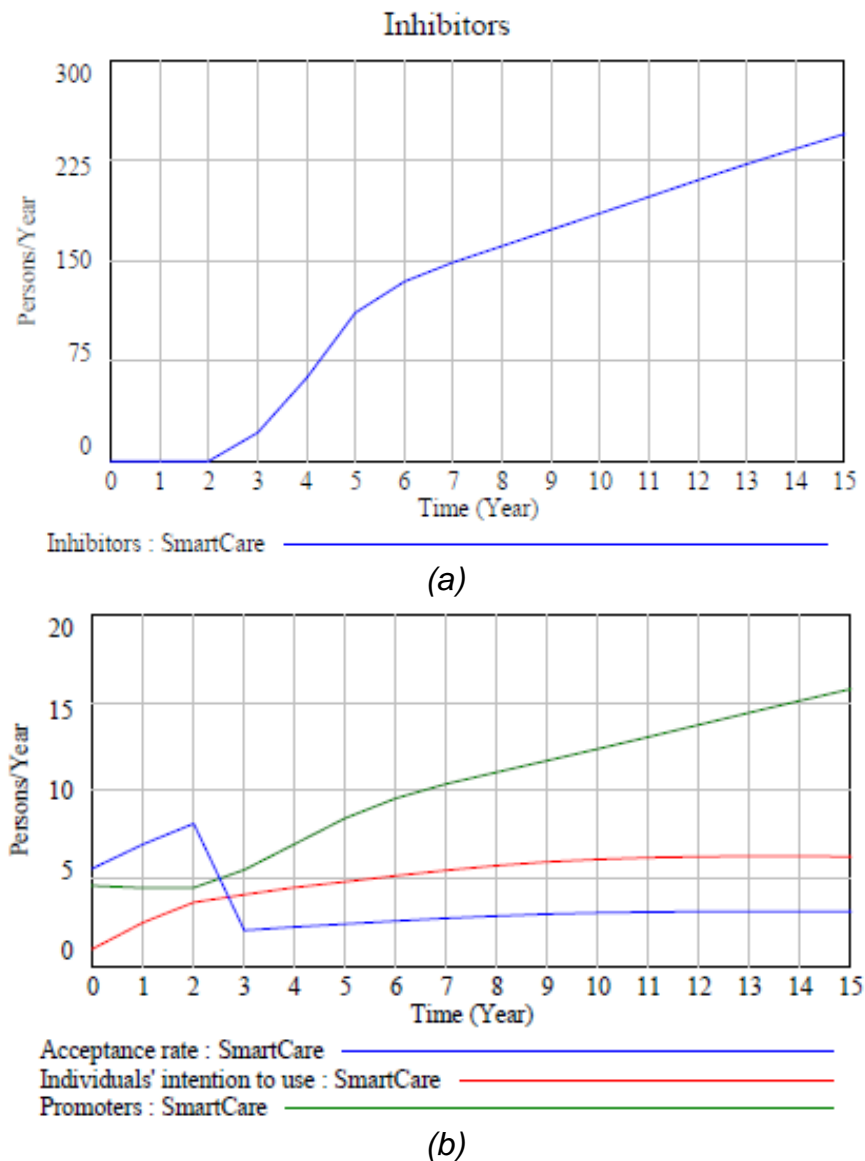 Inhibitors
300
225
150
75
0
Persons/Year
0 1 2 3 4 5 6 7 8 9 10 11 12 13 14 15
Time (Year)
Inhibitors : SmartCare
(a)
20
15
10
5
0
Persons/Year
0 1 2 3 4 5 6 7 8 9 10 11 12 13 14 15
Time (Year)
Acceptance rate : SmartCare
Individuals' intention to use : SmartCare
Promoters : SmartCare
(b)